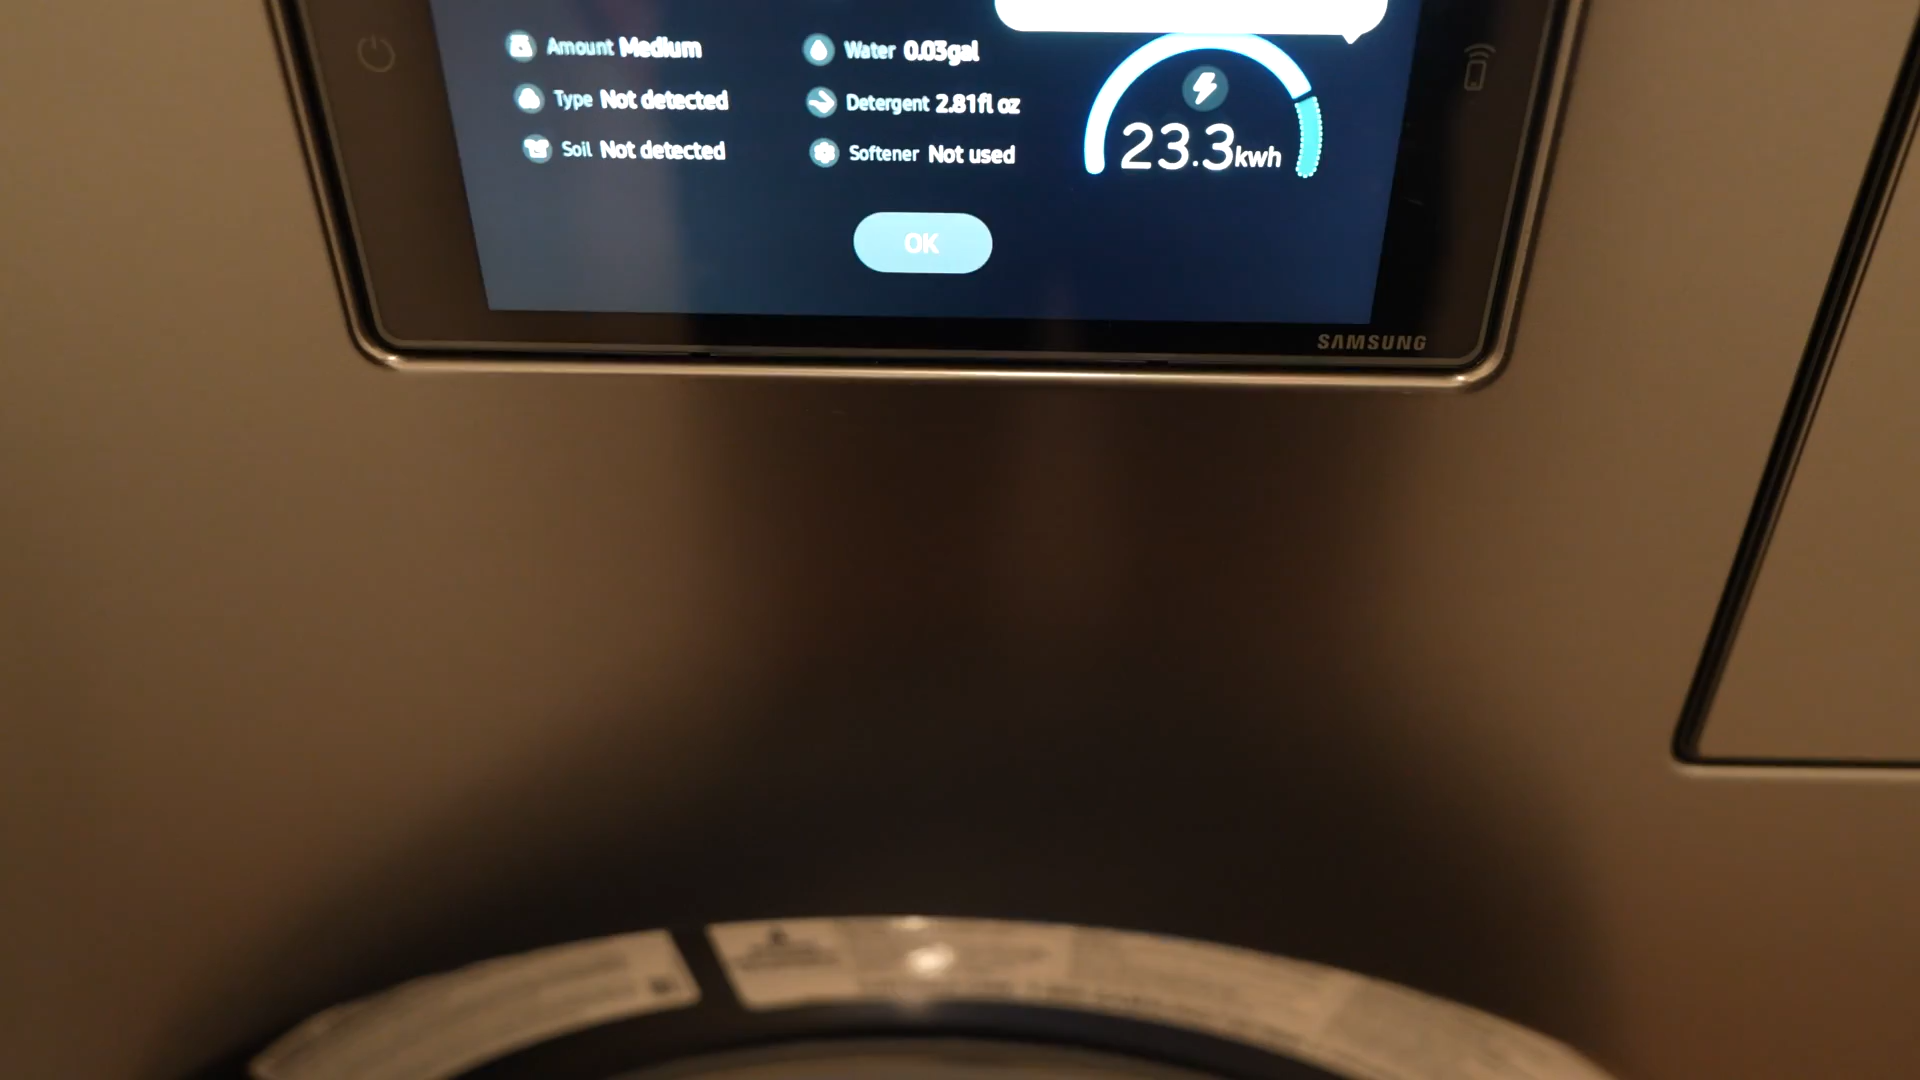 Amount Medium
Water 0.03gal
Type Not detected
Detergent 2.81fl oz
Soil Not detected
Softener Not used
23.3kwh
OK
SAMSUNG